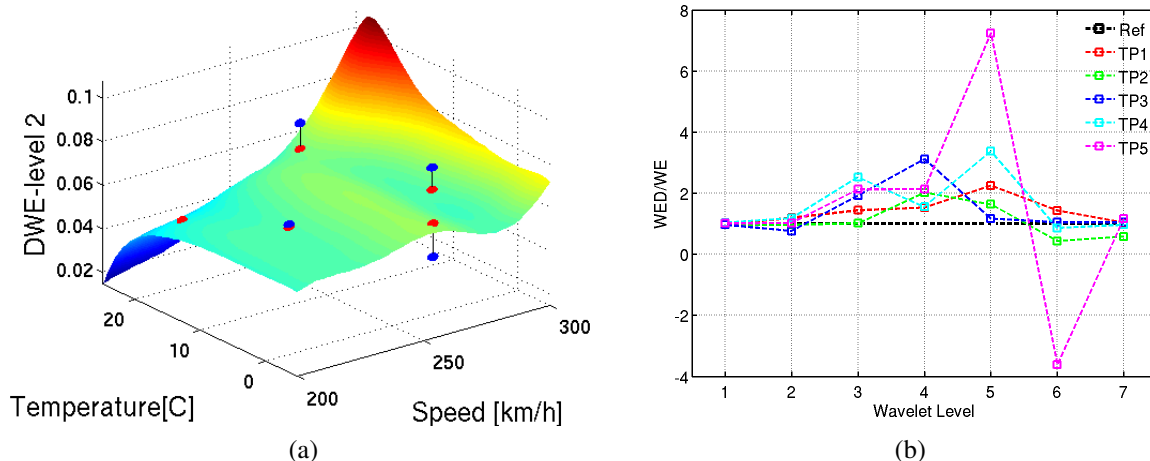 0.1
0.08
0.06
0.04
0.02
DWE-level 2
20
10
0
Temperature[C]
200
250
300
Speed [km/h]
(a)
8
6
4
2
0
-2
-4
WED/WE
1 2 3 4 5 6 7
Wavelet Level
Ref
TP1
TP2
TP3
TP4
TP5
(b)